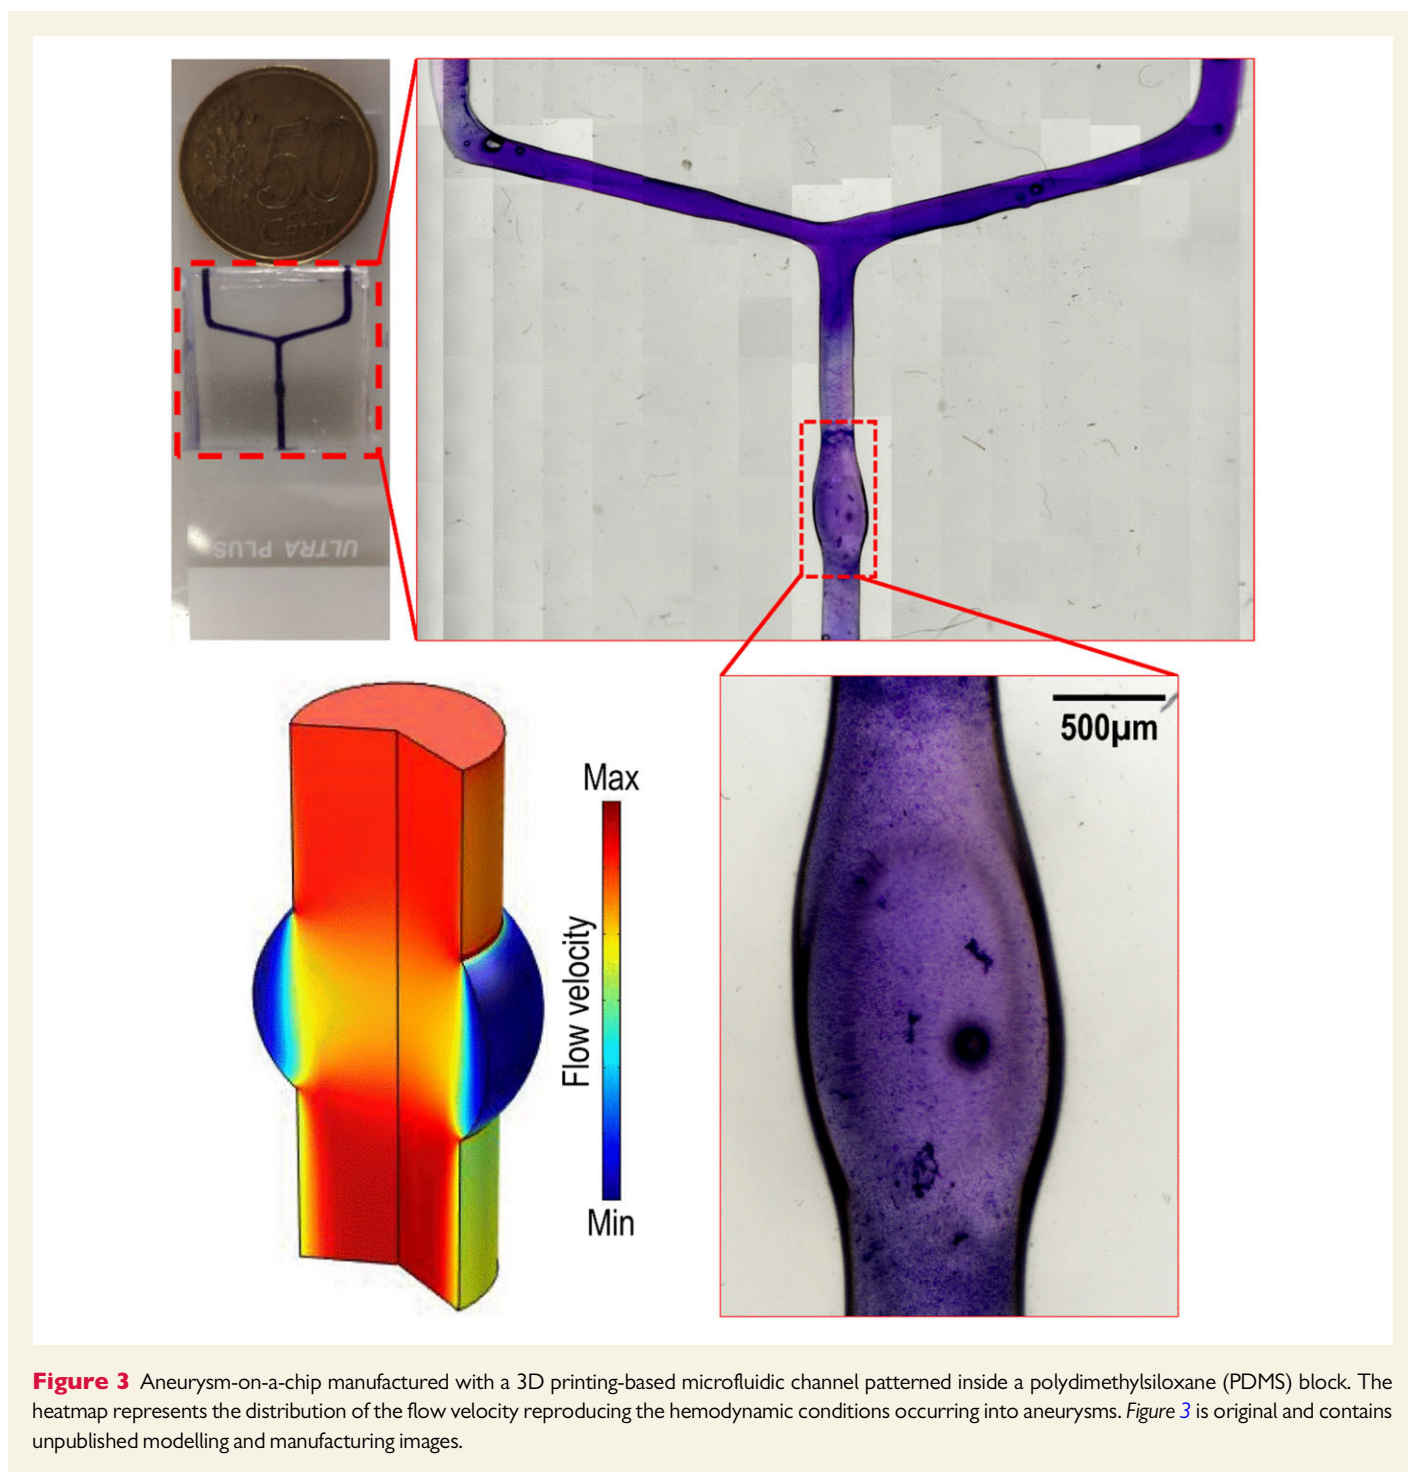 50
CENT
ULTRA PLUS
500µm
Max
Flow velocity
Min
Figure 3 Aneurysm-on-a-chip manufactured with a 3D printing-based microfluidic channel patterned inside a polydimethylsiloxane (PDMS) block. The
heatmap represents the distribution of the flow velocity reproducing the hemodynamic conditions occurring into aneurysms. Figure 3 is original and contains
unpublished modelling and manufacturing images.